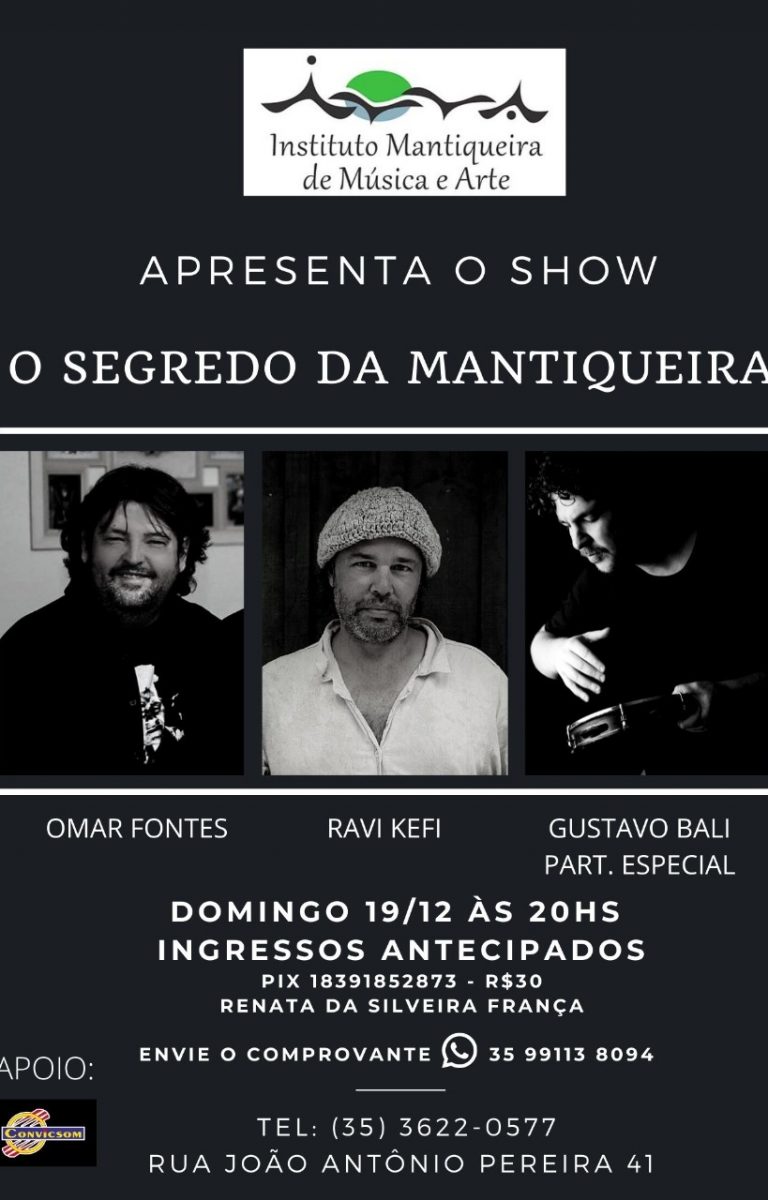 ima
Instituto Mantiqueira
de Música e Arte
APRESENTA O SHOW
O SEGREDO DA MANTIQUEIRA
OMAR FONTES
RAVI KEFI
GUSTAVO BALI
PART. ESPECIAL
DOMINGO 19/12 ÀS 20HS
INGRESSOS ANTECIPADOS
PIX 18391852873 - R$30
RENATA DA SILVEIRA FRANÇA
ENVIE O COMPROVANTE 35 99113 8094
APOIO:
CONVICSOM
TEL: (35) 3622-0577
RUA JOÃO ANTÔNIO PEREIRA 41